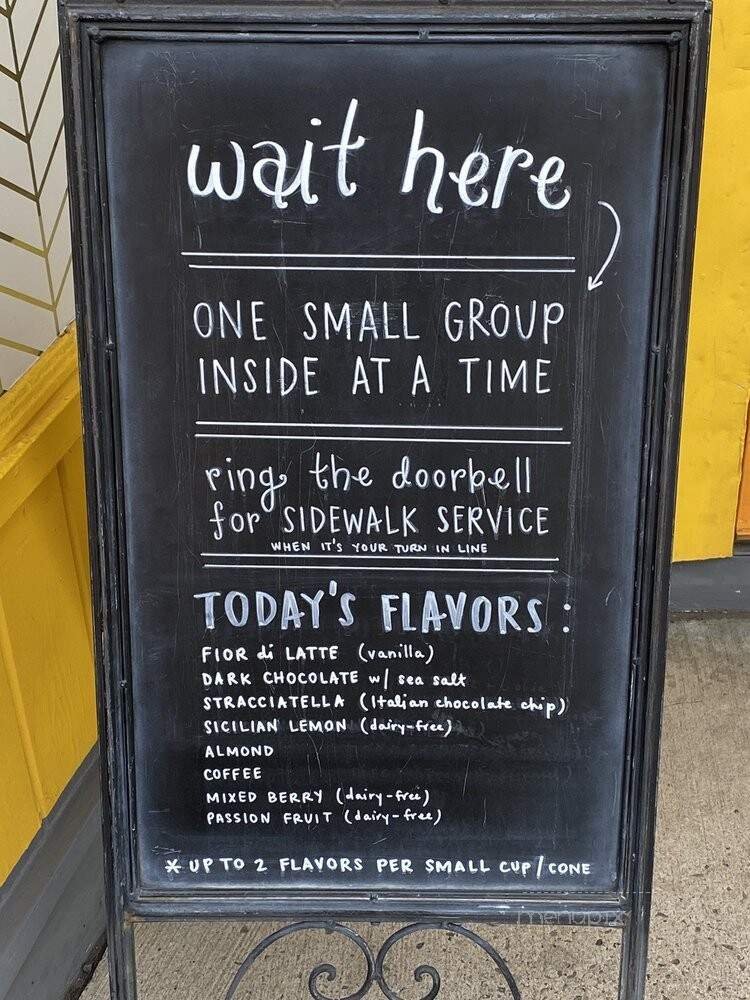 wait here
ONE SMALL GROUP
INSIDE AT A TIME
ring the doorbell
for SIDEWALK SERVICE
WHEN IT'S YOUR TURN IN LINE
TODAY'S FLAVORS:
FIOR di LATTE (vanilla)
DARK CHOCOLATE w/ sea salt
STRACCIATELLA (Italian chocolate chip)
SICILIAN LEMON (dairy-free)
ALMOND
COFFEE
MIXED BERRY (dairy-free)
PASSION FRUIT (dairy-free)
* UP TO 2 FLAVORS PER SMALL CUP/CONE
menupix